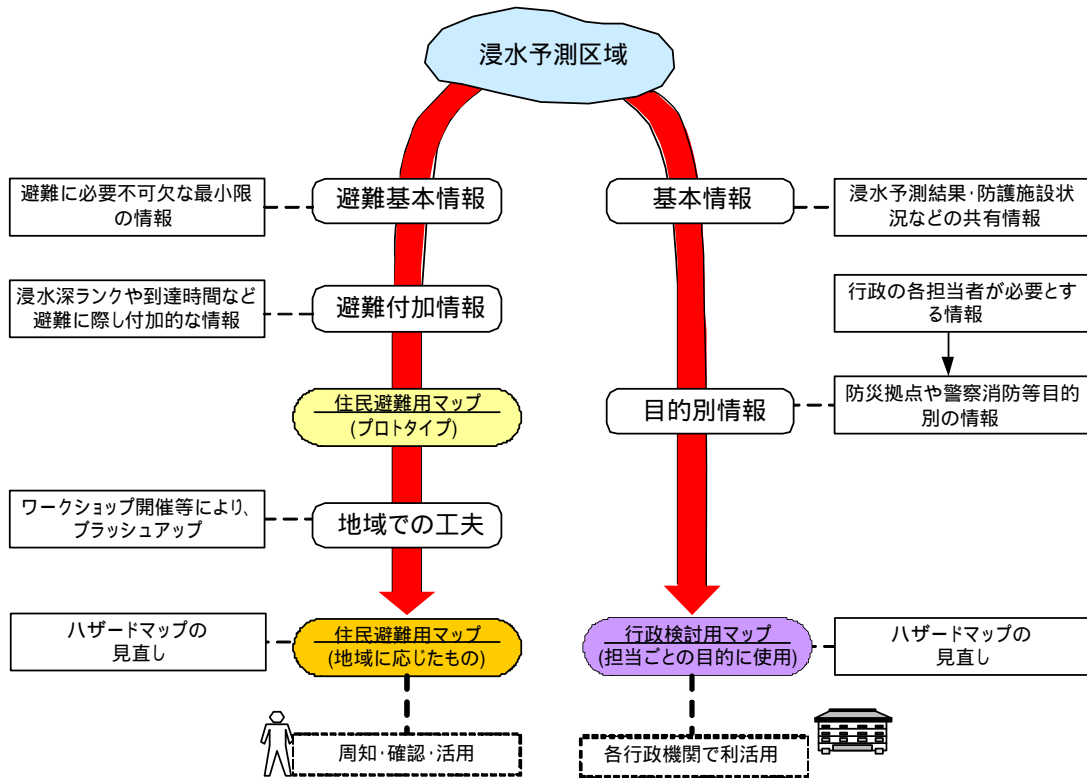 浸水予測区域
避難に必要不可欠な最小限
の情報
避難基本情報
基本情報
浸水予測結果・防護施設状
況などの共有情報
浸水深ランクや到達時間など
避難に際し付加的な情報
避難付加情報
行政の各担当者が必要とす
る情報
住民避難用マップ
(プロトタイプ)
目的別情報
防災拠点や警察消防等目的
別の情報
ワークショップ開催等により、
ブラッシュアップ
地域での工夫
ハザードマップの
見直し
住民避難用マップ
(地域に応じたもの)
行政検討用マップ
(担当ごとの目的に使用)
ハザードマップの
見直し
周知・確認・活用
各行政機関で利活用